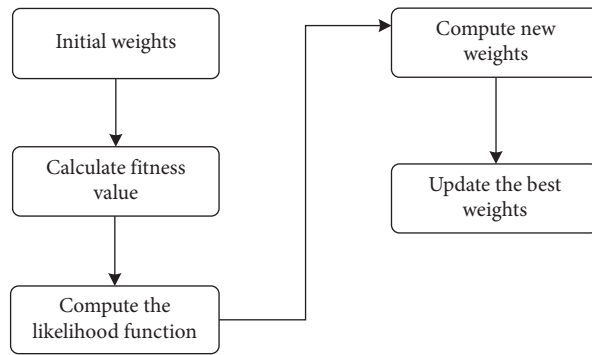 Initial weights
Calculate fitness
value
Compute the
likelihood function
Compute new
weights
Update the best
weights